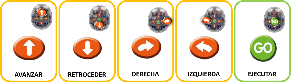 GO
AVANZAR
RETROCEDER
DERECHA
IZQUIERDA
EJECUTAR